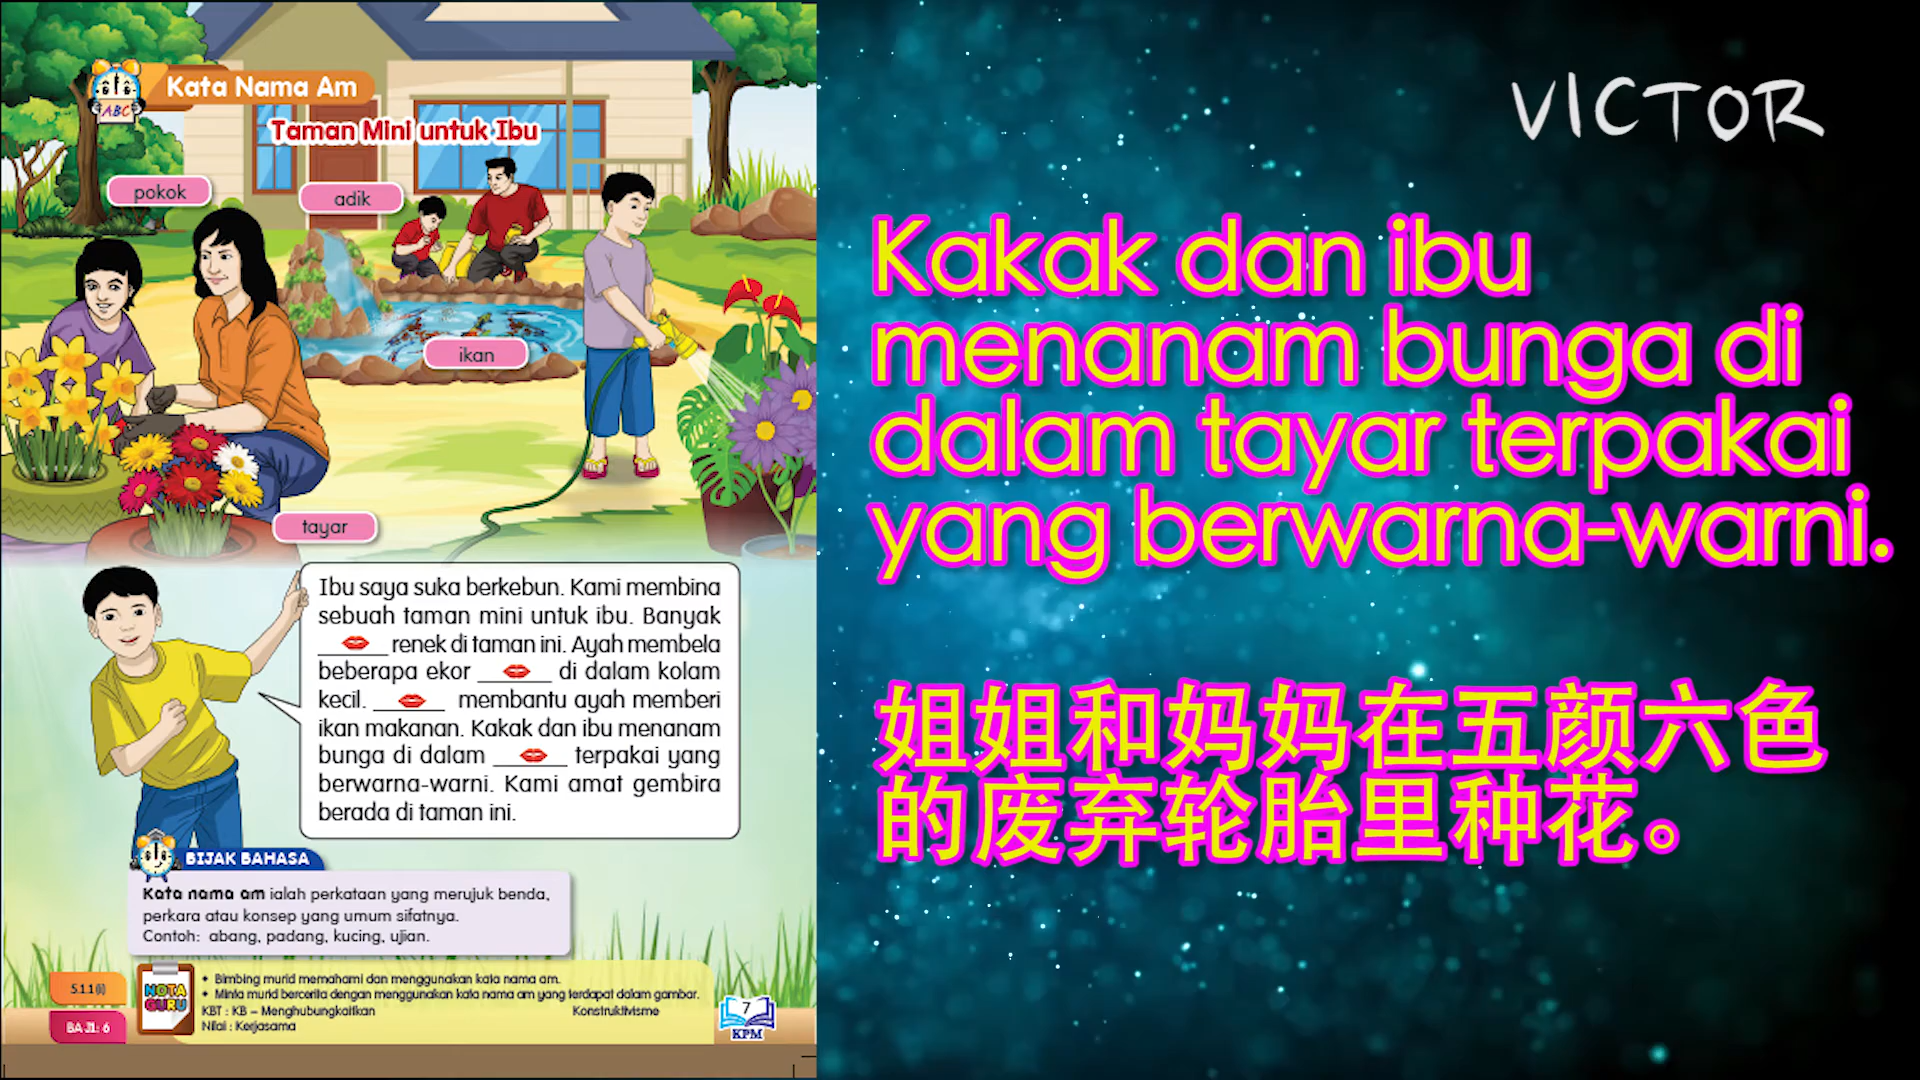 Kata Nama Am
ABC
Taman Mini untuk Ibu
pokok
adik
ikan
tayar
Ibu saya suka berkebun. Kami membina
sebuah taman mini untuk ibu. Banyak
______ renek di taman ini. Ayah membela
beberapa ekor ______ di dalam kolam
kecil. ______ membantu ayah memberi
ikan makanan. Kakak dan ibu menanam
bunga di dalam ______ terpakai yang
berwarna-warni. Kami amat gembira
berada di taman ini.
BIJAK BAHASA
Kata nama am ialah perkataan yang merujuk benda,
perkara atau konsep yang umum sifatnya.
Contoh: abang, padang, kucing, ujian.
5.1.1 (i)
BA J1: 6
NOTA
GURU
• Bimbing murid memahami dan menggunakan kata nama am.
• Minta murid bercerita dengan menggunakan kata nama am yang terdapat dalam gambar.
KBT : KB – Menghubungkaitkan Konstruktivisme
Nilai : Kerjasama
7
KPM
VICTOR
Kakak dan ibu
menanam bunga di
dalam tayar terpakai
yang berwarna-warni.
姐姐和妈妈在五颜六色
的废弃轮胎里种花。